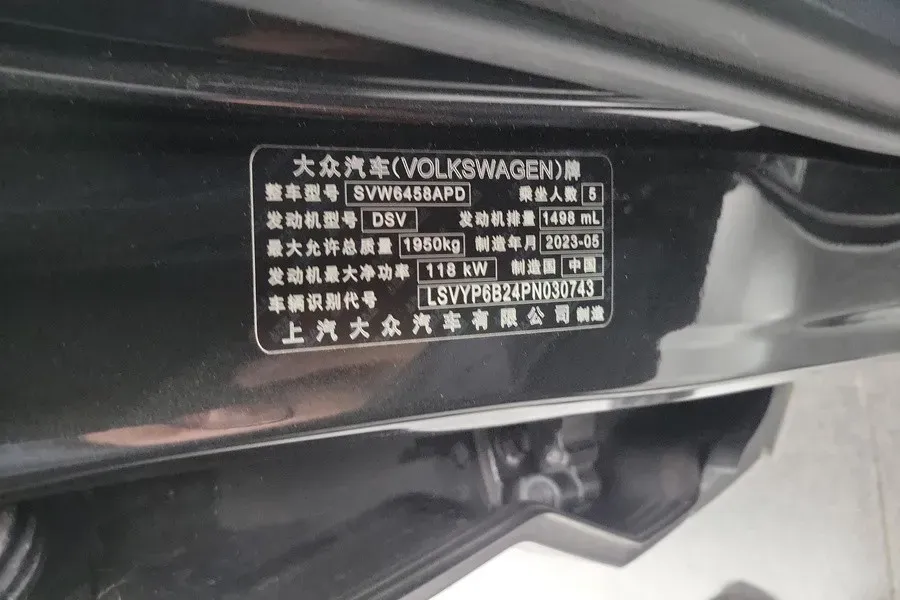 大众汽车(VOLKSWAGEN)牌
整车型号 SVW6458APD 乘坐人数 5
发动机型号 DSV 发动机排量 1498 mL
最大允许总质量 1950kg 制造年月 2023-05
发动机最大净功率 118 kW 制造国 中国
车辆识别代号 LSVYP6B24PN030743
上汽大众汽车有限公司 制造